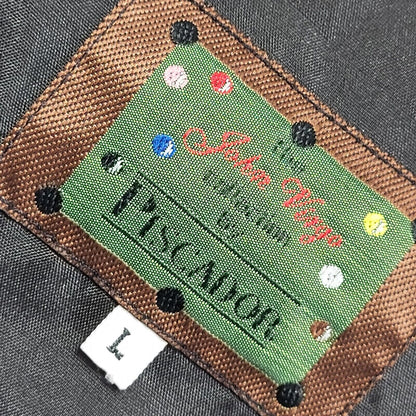 The
John Virgo
Collection
by
PISCADOR
L